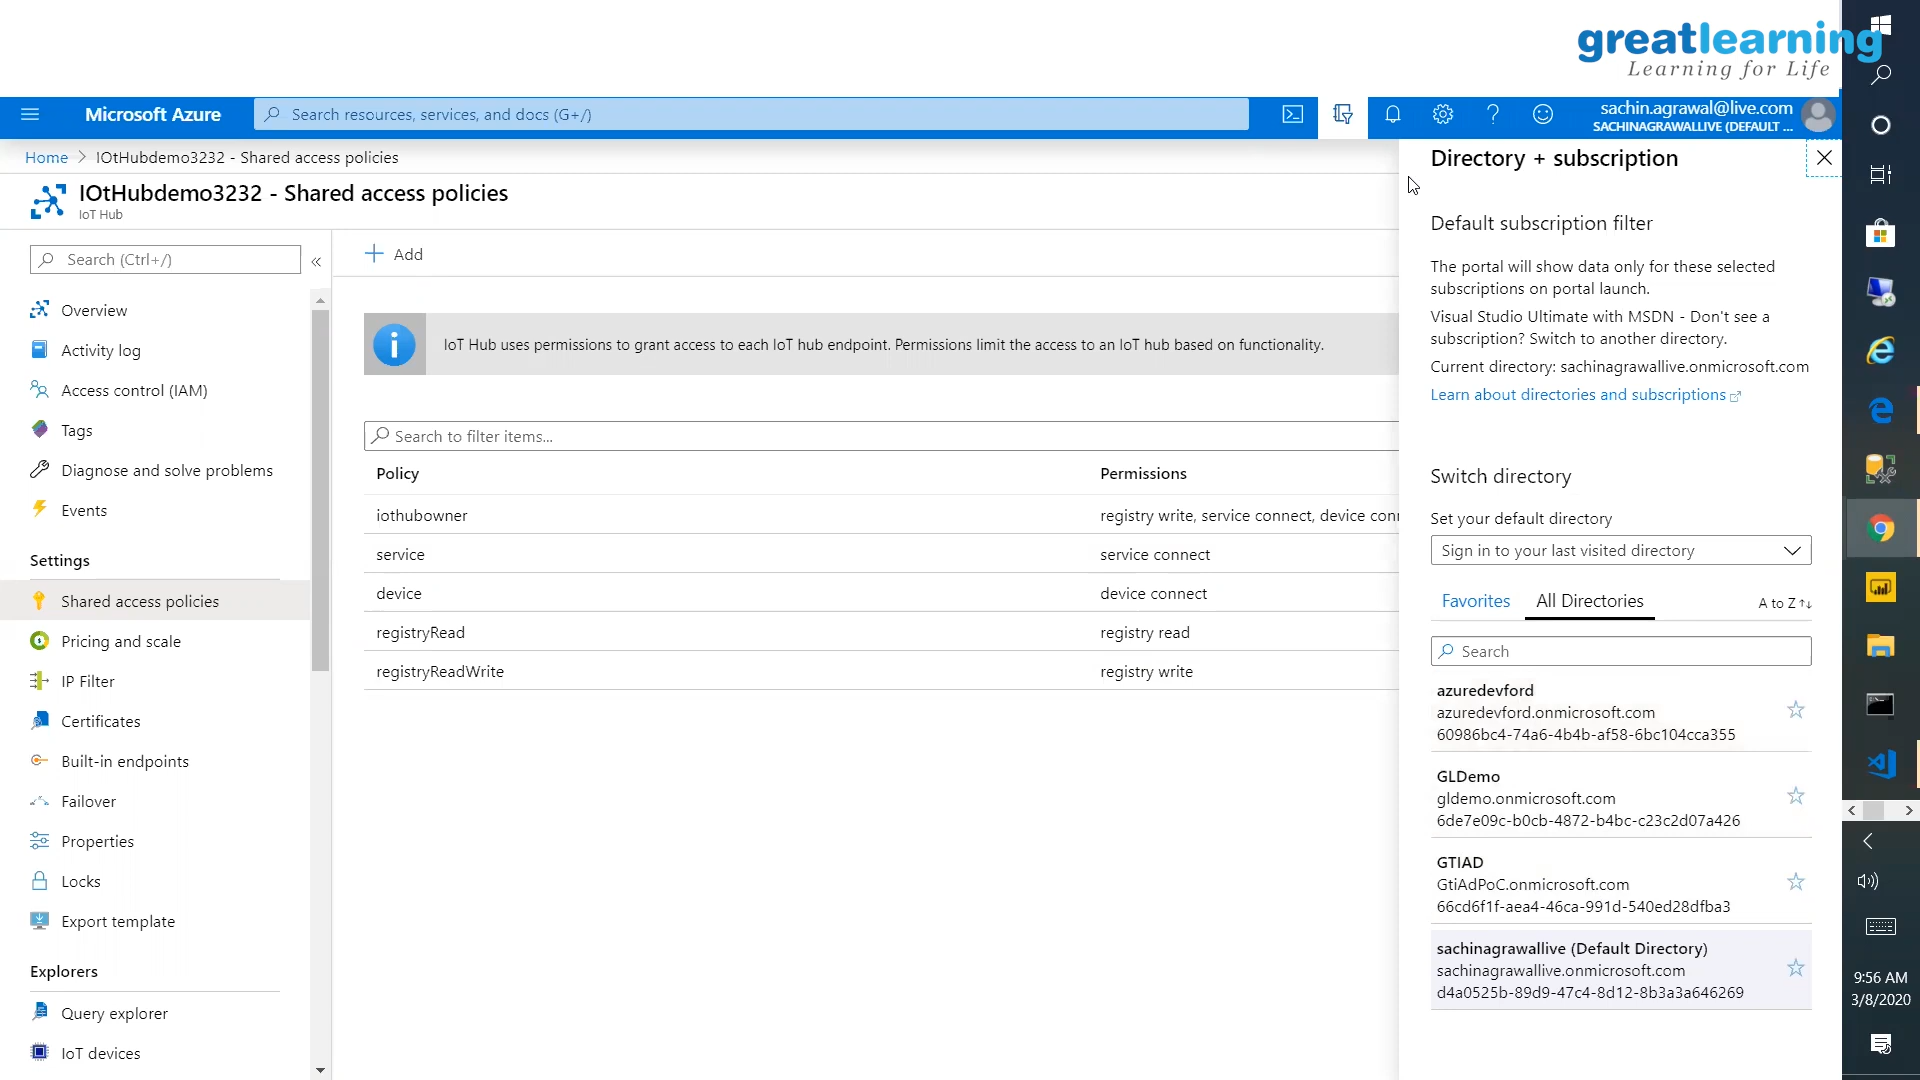 greatlearning
Learning for Life
Microsoft Azure
Search resources, services, and docs (G+/)
sachin.agrawal@live.com
SACHINAGRAWALLIVE (DEFAULT ...
Home > IOtHubdemo3232 - Shared access policies
IOtHubdemo3232 - Shared access policies
IoT Hub
Search (Ctrl+/)
«
Overview
Activity log
Access control (IAM)
Tags
Diagnose and solve problems
Events
Settings
Shared access policies
Pricing and scale
IP Filter
Certificates
Built-in endpoints
Failover
Properties
Locks
Export template
Explorers
Query explorer
IoT devices
Add
IoT Hub uses permissions to grant access to each IoT hub endpoint. Permissions limit the access to an IoT hub based on functionality.
Search to filter items...
Policy Permissions
iothubowner registry write, service connect, device conn
service service connect
device device connect
registryRead registry read
registryReadWrite registry write
Directory + subscription
Default subscription filter
The portal will show data only for these selected
subscriptions on portal launch.
Visual Studio Ultimate with MSDN - Don't see a
subscription? Switch to another directory.
Current directory: sachinagrawallive.onmicrosoft.com
Learn about directories and subscriptions
Switch directory
Set your default directory
Sign in to your last visited directory
Favorites All Directories A to Z ↑↓
Search
azuredevford
azuredevford.onmicrosoft.com
60986bc4-74a6-4b4b-af58-6bc104cca355
GLDemo
gldemo.onmicrosoft.com
6de7e09c-b0cb-4872-b4bc-c23c2d07a426
GTIAD
GtiAdPoC.onmicrosoft.com
66cd6f1f-aea4-46ca-991d-540ed28dfba3
sachinagrawallive (Default Directory)
sachinagrawallive.onmicrosoft.com
d4a0525b-89d9-47c4-8d12-8b3a3a646269
9:56 AM
3/8/2020